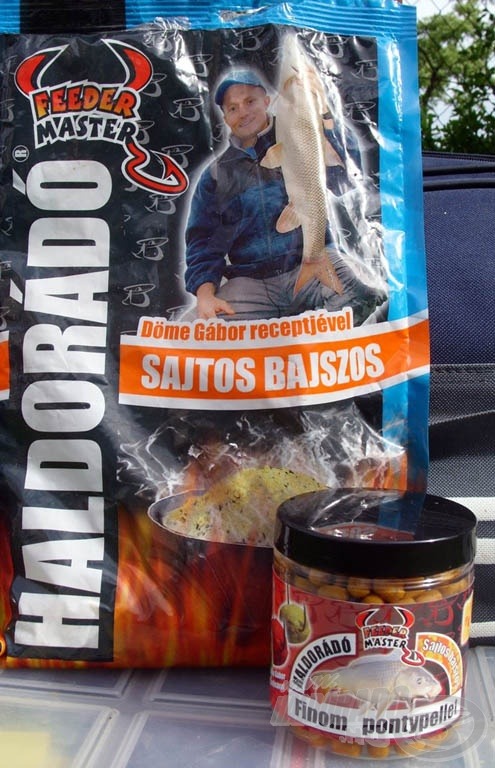 FEEDER
MASTER
HALDORÁDÓ
Döme Gábor receptjével
SAJTOS BAJSZOS
FEEDER
MASTER
HALDORÁDÓ
Finom pontypellet